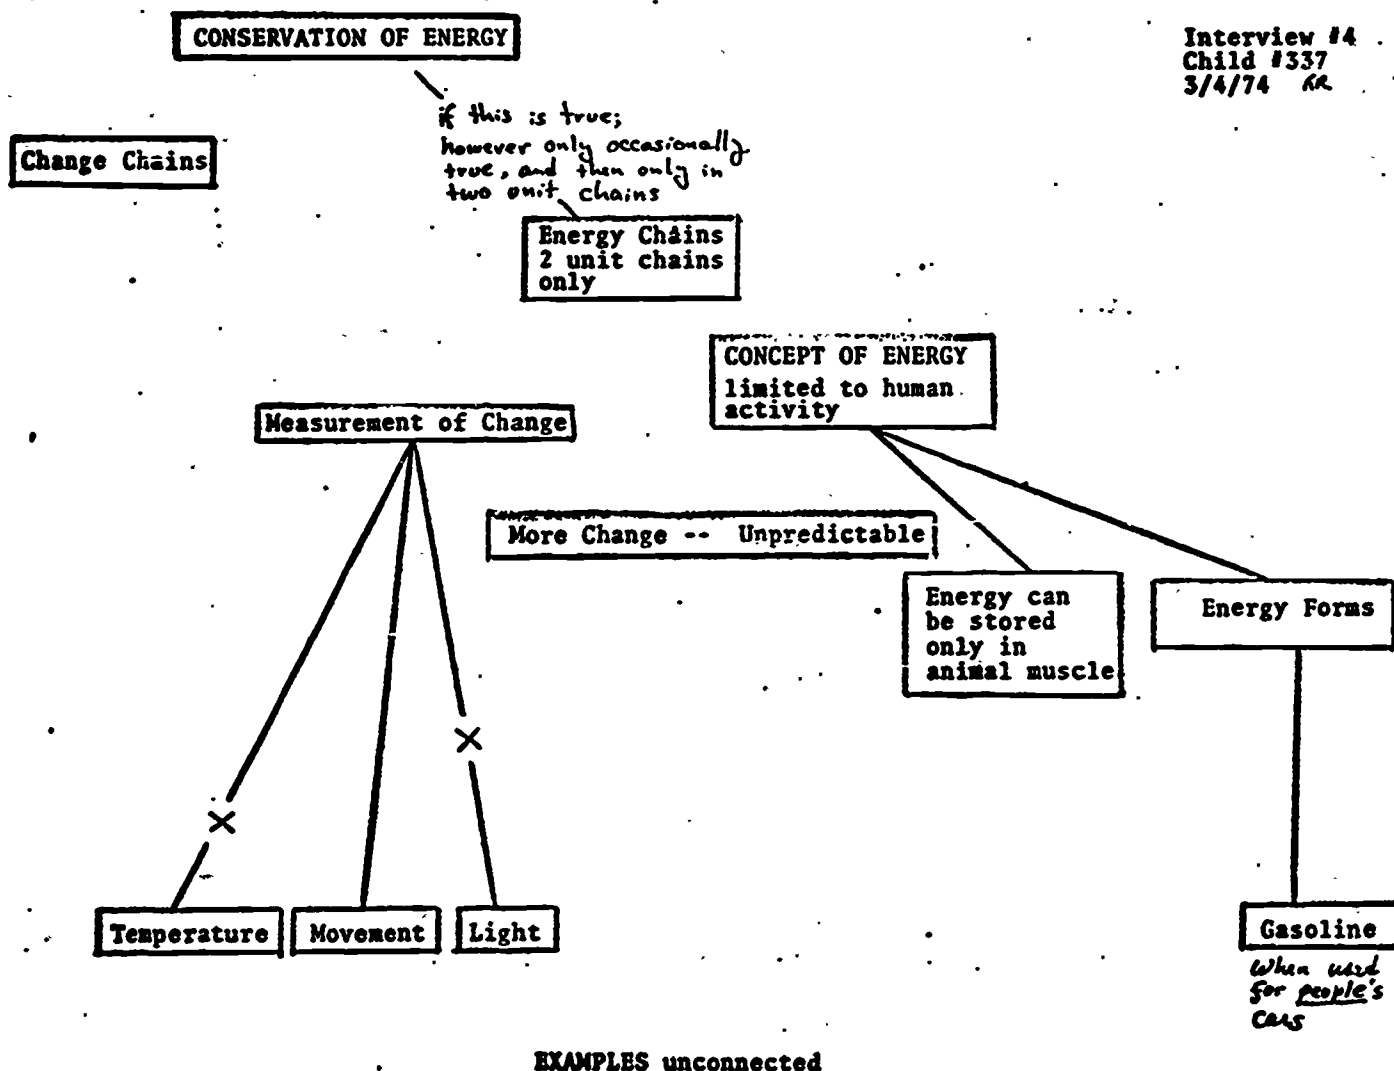 CONSERVATION OF ENERGY
Interview #4
Child #337
3/4/74 RR
if this is true;
however only occasionally
true, and then only in
two unit chains
Change Chains
Energy Chains
2 unit chains
only
CONCEPT OF ENERGY
limited to human
activity
Measurement of Change
More Change -- Unpredictable
Energy can
be stored
only in
animal muscle
Energy Forms
Temperature
Movement
Light
Gasoline
When used
for people's
cars
EXAMPLES unconnected